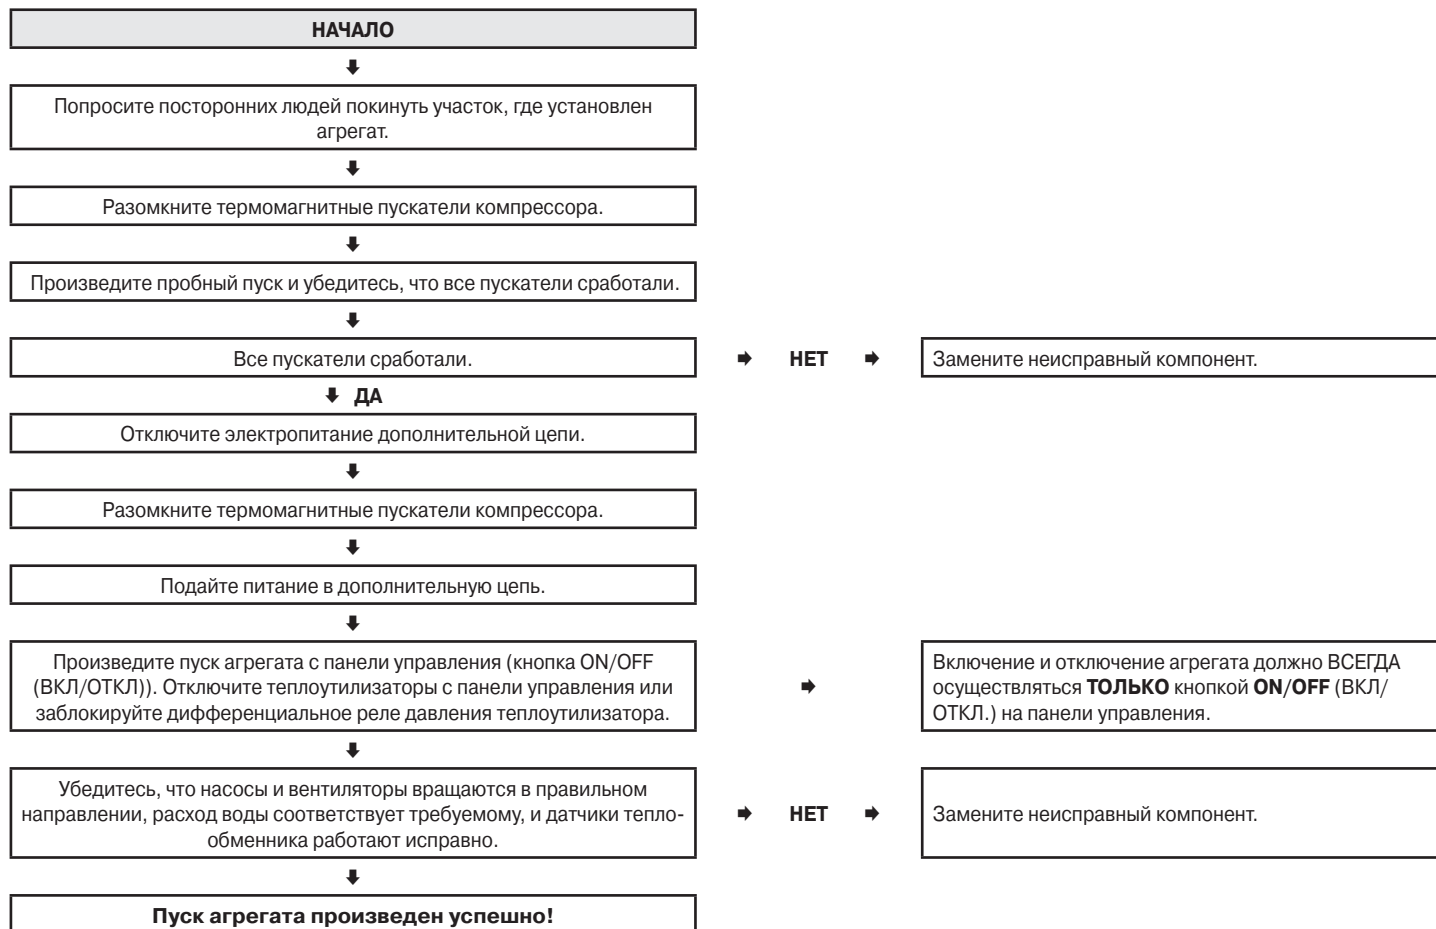 НАЧАЛО
Попросите посторонних людей покинуть участок, где установлен
агрегат.
Разомкните термомагнитные пускатели компрессора.
Произведите пробный пуск и убедитесь, что все пускатели сработали.
Все пускатели сработали.
НЕТ
Замените неисправный компонент.
ДА
Отключите электропитание дополнительной цепи.
Разомкните термомагнитные пускатели компрессора.
Подайте питание в дополнительную цепь.
Произведите пуск агрегата с панели управления (кнопка ON/OFF
(ВКЛ/ОТКЛ)). Отключите теплоутилизаторы с панели управления или
заблокируйте дифференциальное реле давления теплоутилизатора.
Включение и отключение агрегата должно ВСЕГДА
осуществляться ТОЛЬКО кнопкой ON/OFF (ВКЛ/
ОТКЛ.) на панели управления.
Убедитесь, что насосы и вентиляторы вращаются в правильном
направлении, расход воды соответствует требуемому, и датчики тепло-
обменника работают исправно.
НЕТ
Замените неисправный компонент.
Пуск агрегата произведен успешно!